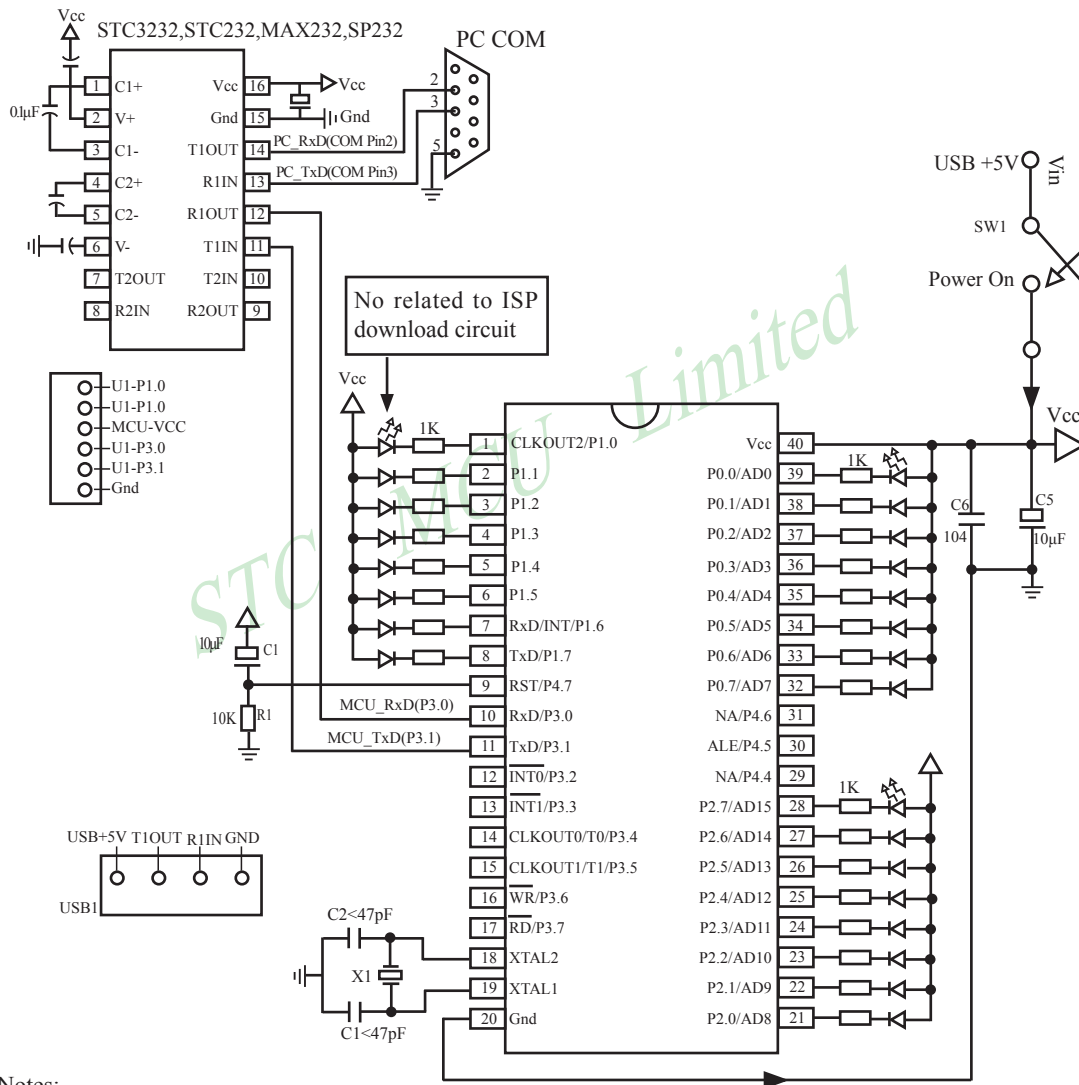 Vcc
STC3232,STC232,MAX232,SP232
PC COM
1 C1+ Vcc 16 Vcc
0.1μF
2 V+ Gnd 15 Gnd
3 C1- T1OUT 14 PC_RxD(COM Pin2)
4 C2+ R1IN 13 PC_TxD(COM Pin3)
5 C2- R1OUT 12
6 V- T1IN 11
7 T2OUT T2IN 10
8 R2IN R2OUT 9
2
3
5
USB +5V
Vin
SW1
Power On
No related to ISP
download circuit
U1-P1.0
U1-P1.0
MCU-VCC
U1-P3.0
U1-P3.1
Gnd
STC MCU Limited
Vcc
1K
1 CLKOUT2/P1.0 Vcc 40
Vcc
2 P1.1 P0.0/AD0 39
1K
3 P1.2 P0.1/AD1 38
4 P1.3 P0.2/AD2 37
5 P1.4 P0.3/AD3 36
6 P1.5 P0.4/AD4 35
7 RxD/INT/P1.6 P0.5/AD5 34
8 TxD/P1.7 P0.6/AD6 33
9 RST/P4.7 P0.7/AD7 32
10 RxD/P3.0 NA/P4.6 31
11 TxD/P3.1 ALE/P4.5 30
12 INT0/P3.2 NA/P4.4 29
13 INT1/P3.3 P2.7/AD15 28
1K
14 CLKOUT0/T0/P3.4 P2.6/AD14 27
15 CLKOUT1/T1/P3.5 P2.5/AD13 26
16 WR/P3.6 P2.4/AD12 25
17 RD/P3.7 P2.3/AD11 24
18 XTAL2 P2.2/AD10 23
19 XTAL1 P2.1/AD9 22
20 Gnd P2.0/AD8 21
C6
104
C5
10μF
10μF
C1
10K
R1
MCU_RxD(P3.0)
MCU_TxD(P3.1)
USB+5V T1OUT R1IN GND
USB1
C2<47pF
X1
C1<47pF
Notes: